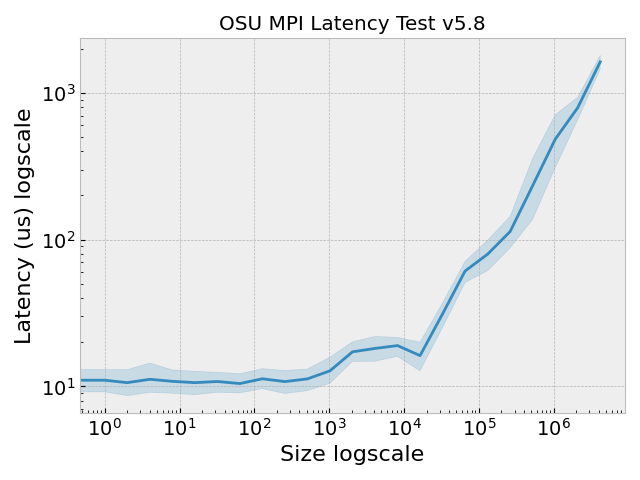 OSU MPI Latency Test v5.8
Latency (us) logscale
10³
10²
10¹
10⁰ 10¹ 10² 10³ 10⁴ 10⁵ 10⁶
Size logscale